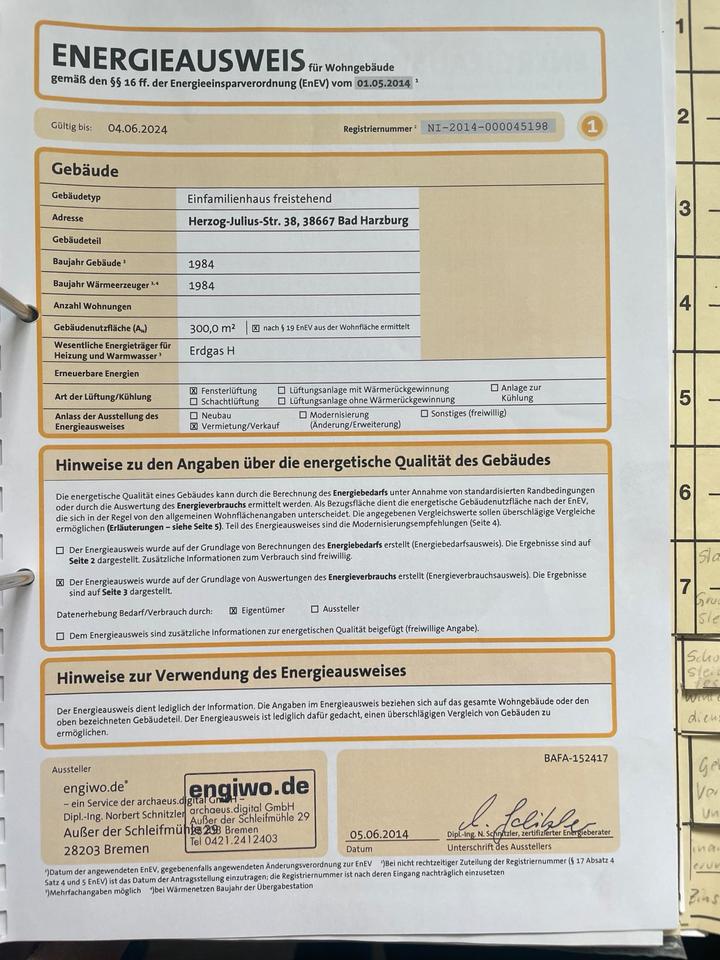 ENERGIEAUSWEIS für Wohngebäude
gemäß den §§ 16 ff. der Energieeinsparverordnung (EnEV) vom 01.05.2014 ¹
Gültig bis: 04.06.2024 Registriernummer ² NI-2014-000045198 1
Gebäude
Gebäudetyp Einfamilienhaus freistehend
Adresse Herzog-Julius-Str. 38, 38667 Bad Harzburg
Gebäudeteil
Baujahr Gebäude ³ 1984
Baujahr Wärmeerzeuger ³,⁴ 1984
Anzahl Wohnungen
Gebäudenutzfläche (AN) 300,0 m² ☒ nach § 19 EnEV aus der Wohnfläche ermittelt
Wesentliche Energieträger für
Heizung und Warmwasser ³ Erdgas H
Erneuerbare Energien
Art der Lüftung/Kühlung ☒ Fensterlüftung ☐ Lüftungsanlage mit Wärmerückgewinnung ☐ Anlage zur
☐ Schachtlüftung ☐ Lüftungsanlage ohne Wärmerückgewinnung Kühlung
Anlass der Ausstellung des ☐ Neubau ☐ Modernisierung ☐ Sonstiges (freiwillig)
Energieausweises ☒ Vermietung/Verkauf (Änderung/Erweiterung)
Hinweise zu den Angaben über die energetische Qualität des Gebäudes
Die energetische Qualität eines Gebäudes kann durch die Berechnung des Energiebedarfs unter Annahme von standardisierten Randbedingungen
oder durch die Auswertung des Energieverbrauchs ermittelt werden. Als Bezugsfläche dient die energetische Gebäudenutzfläche nach der EnEV,
die sich in der Regel von den allgemeinen Wohnflächenangaben unterscheidet. Die angegebenen Vergleichswerte sollen überschlägige Vergleiche
ermöglichen (Erläuterungen – siehe Seite 5). Teil des Energieausweises sind die Modernisierungsempfehlungen (Seite 4).
☐ Der Energieausweis wurde auf der Grundlage von Berechnungen des Energiebedarfs erstellt (Energiebedarfsausweis). Die Ergebnisse sind auf
Seite 2 dargestellt. Zusätzliche Informationen zum Verbrauch sind freiwillig.
☒ Der Energieausweis wurde auf der Grundlage von Auswertungen des Energieverbrauchs erstellt (Energieverbrauchsausweis). Die Ergebnisse
sind auf Seite 3 dargestellt.
Datenerhebung Bedarf/Verbrauch durch: ☒ Eigentümer ☐ Aussteller
☐ Dem Energieausweis sind zusätzliche Informationen zur energetischen Qualität beigefügt (freiwillige Angabe).
Hinweise zur Verwendung des Energieausweises
Der Energieausweis dient lediglich der Information. Die Angaben im Energieausweis beziehen sich auf das gesamte Wohngebäude oder den
oben bezeichneten Gebäudeteil. Der Energieausweis ist lediglich dafür gedacht, einen überschlägigen Vergleich von Gebäuden zu
ermöglichen.
Aussteller
engiwo.de®
– ein Service der archaeus.digital GmbH –
Dipl.-Ing. Norbert Schnitzler
Außer der Schleifmühle 29
28203 Bremen
engiwo.de
archaeus.digital GmbH
Außer der Schleifmühle 29
28203 Bremen
Tel 0421.2412403
BAFA-152417
05.06.2014 Dipl.-Ing. N. Schnitzler, zertifizierter Energieberater
Datum Unterschrift des Ausstellers
¹)Datum der angewendeten EnEV, gegebenenfalls angewendeten Änderungsverordnung zur EnEV ²)Bei nicht rechtzeitiger Zuteilung der Registriernummer (§ 17 Absatz 4
Satz 4 und 5 EnEV) ist das Datum der Antragsstellung einzutragen; die Registriernummer ist nach deren Eingang nachträglich einzusetzen
³)Mehrfachangaben möglich ⁴)bei Wärmenetzen Baujahr der Übergabestation
1
2
3
4
5
6
7